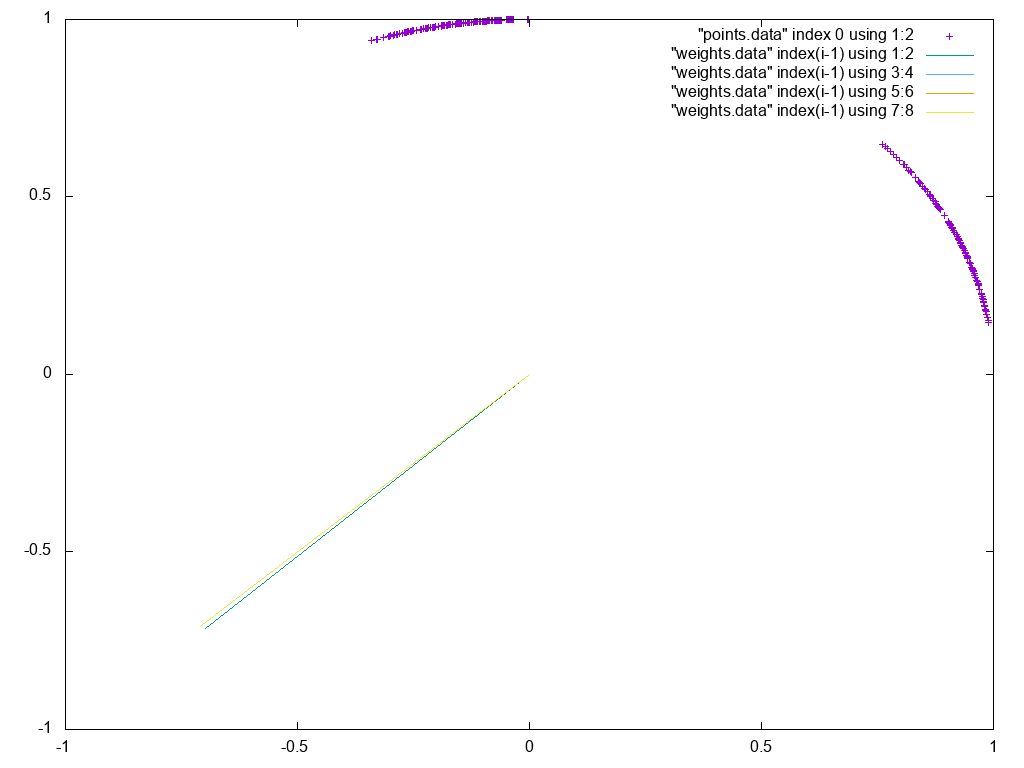 1
"points.data" index 0 using 1:2
"weights.data" index(i-1) using 1:2
"weights.data" index(i-1) using 3:4
"weights.data" index(i-1) using 5:6
"weights.data" index(i-1) using 7:8
0.5
0
-0.5
-1
-1 -0.5 0 0.5 1